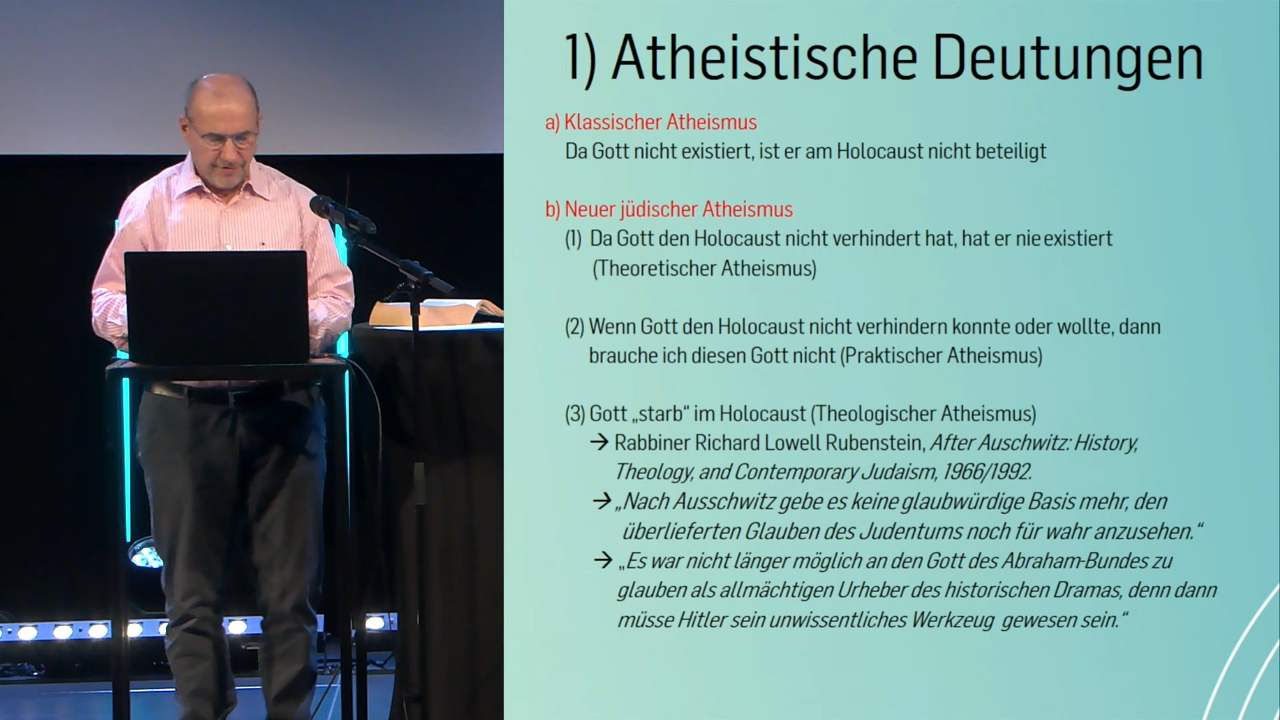 1) Atheistische Deutungen
a) Klassischer Atheismus
Da Gott nicht existiert, ist er am Holocaust nicht beteiligt
b) Neuer jüdischer Atheismus
(1) Da Gott den Holocaust nicht verhindert hat, hat er nie existiert
(Theoretischer Atheismus)
(2) Wenn Gott den Holocaust nicht verhindern konnte oder wollte, dann
brauche ich diesen Gott nicht (Praktischer Atheismus)
(3) Gott „starb“ im Holocaust (Theologischer Atheismus)
→ Rabbiner Richard Lowell Rubenstein, After Auschwitz: History,
Theology, and Contemporary Judaism, 1966/1992.
→ „Nach Ausschwitz gebe es keine glaubwürdige Basis mehr, den
überlieferten Glauben des Judentums noch für wahr anzusehen.“
→ „Es war nicht länger möglich an den Gott des Abraham-Bundes zu
glauben als allmächtigen Urheber des historischen Dramas, denn dann
müsse Hitler sein unwissentliches Werkzeug gewesen sein.“